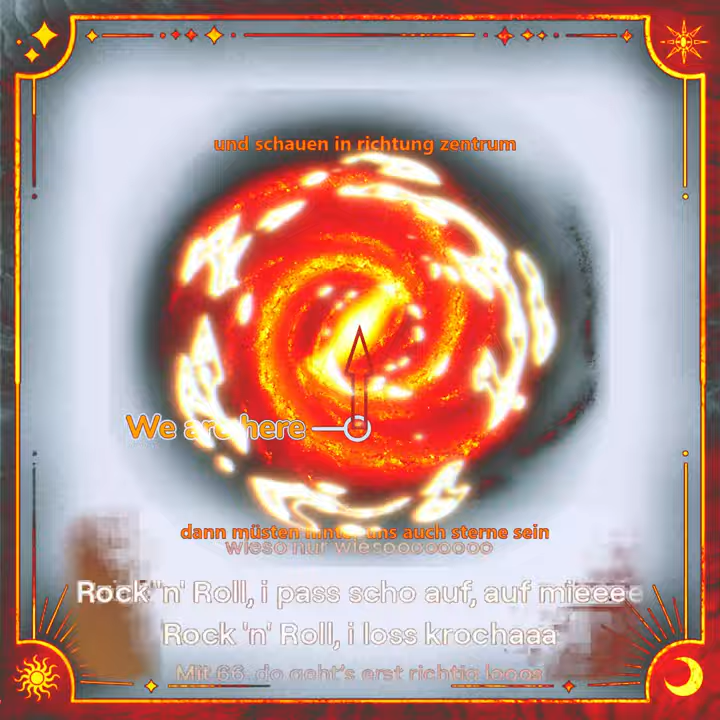 und schauen in richtung zentrum
We are here
dann müsten hinter uns auch sterne sein
wieso nur wiesooooooooo
Rock 'n' Roll, i pass scho auf, auf mieeee
Rock 'n' Roll, i loss krochaaa
Mit 66, do geht's erst richtig looos